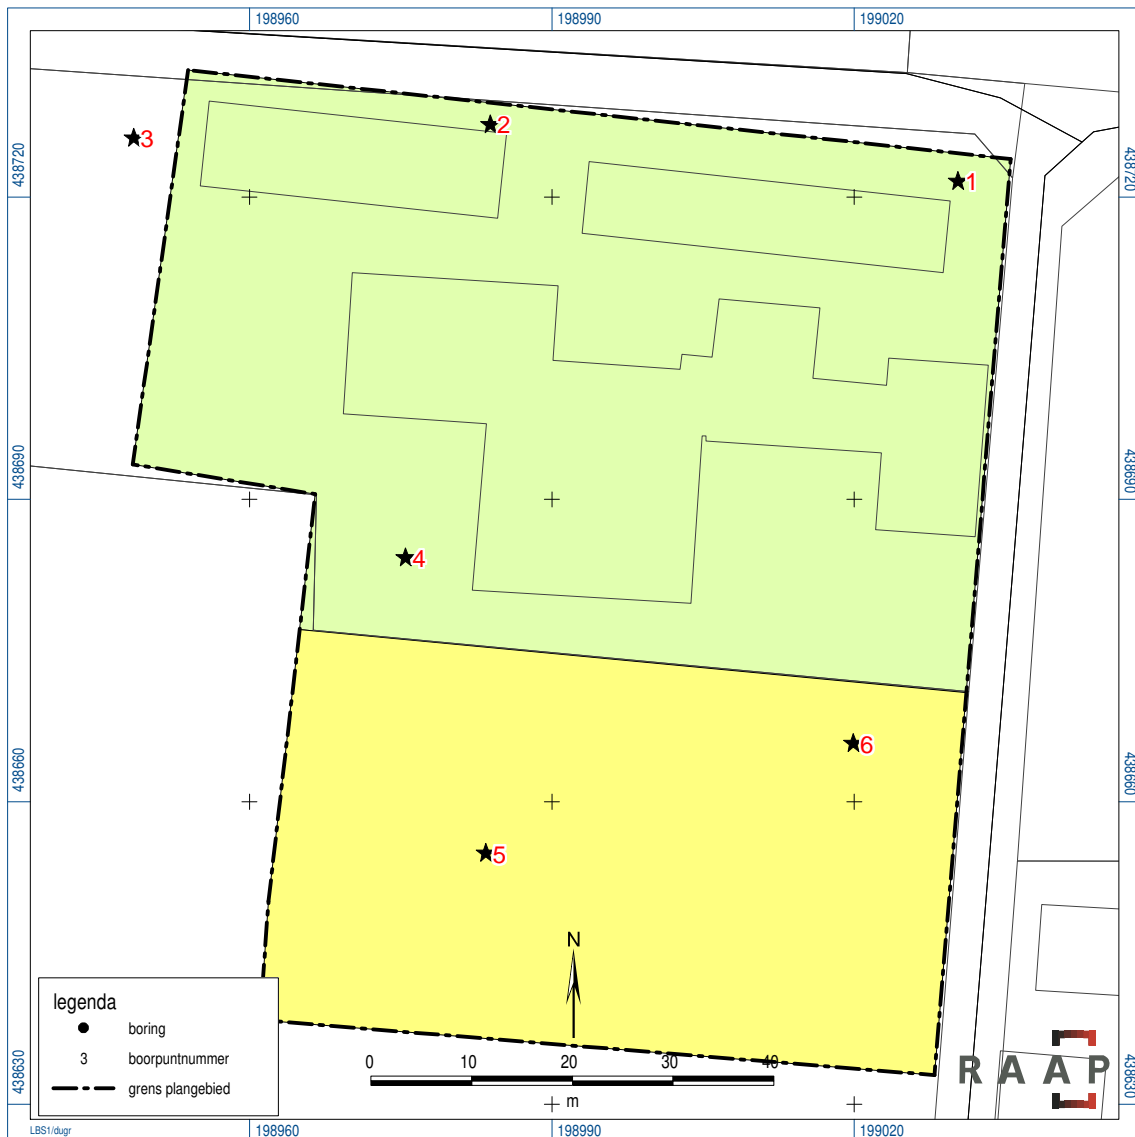 198960 198990 199020
438720 438720
438690 438690
438660 438660
438630 438630
3
2
1
4
6
5
N
legenda
boring
3 boorpuntnummer
grens plangebied
0 10 20 30 40
m
RAAP
LBS1/dugr
198960 198990 199020